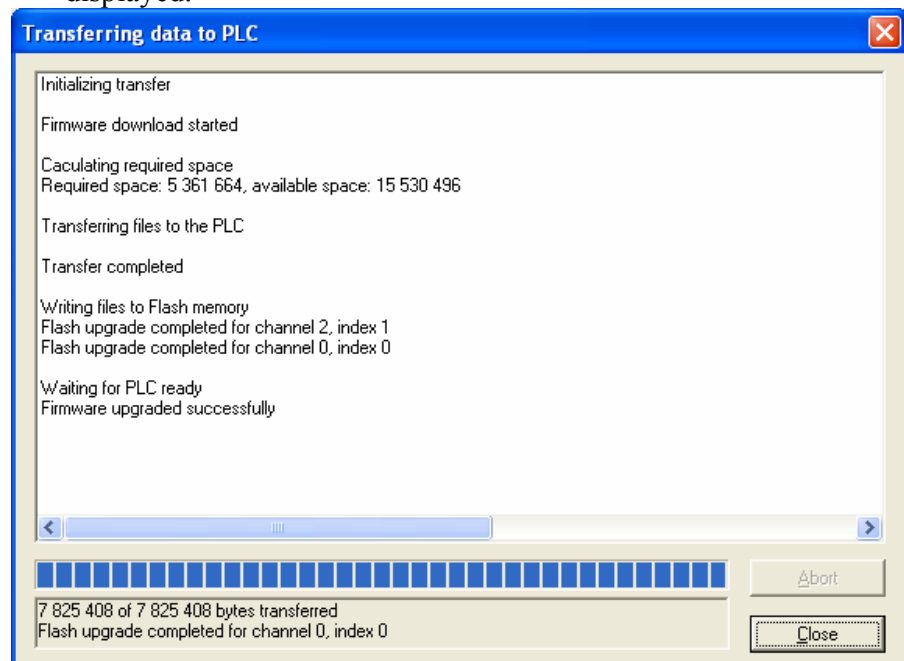 displayed.
Transferring data to PLC
Initializing transfer
Firmware download started
Caculating required space
Required space: 5 361 664, available space: 15 530 496
Transferring files to the PLC
Transfer completed
Writing files to Flash memory
Flash upgrade completed for channel 2, index 1
Flash upgrade completed for channel 0, index 0
Waiting for PLC ready
Firmware upgraded successfully
Abort
7 825 408 of 7 825 408 bytes transferred
Flash upgrade completed for channel 0, index 0
Close